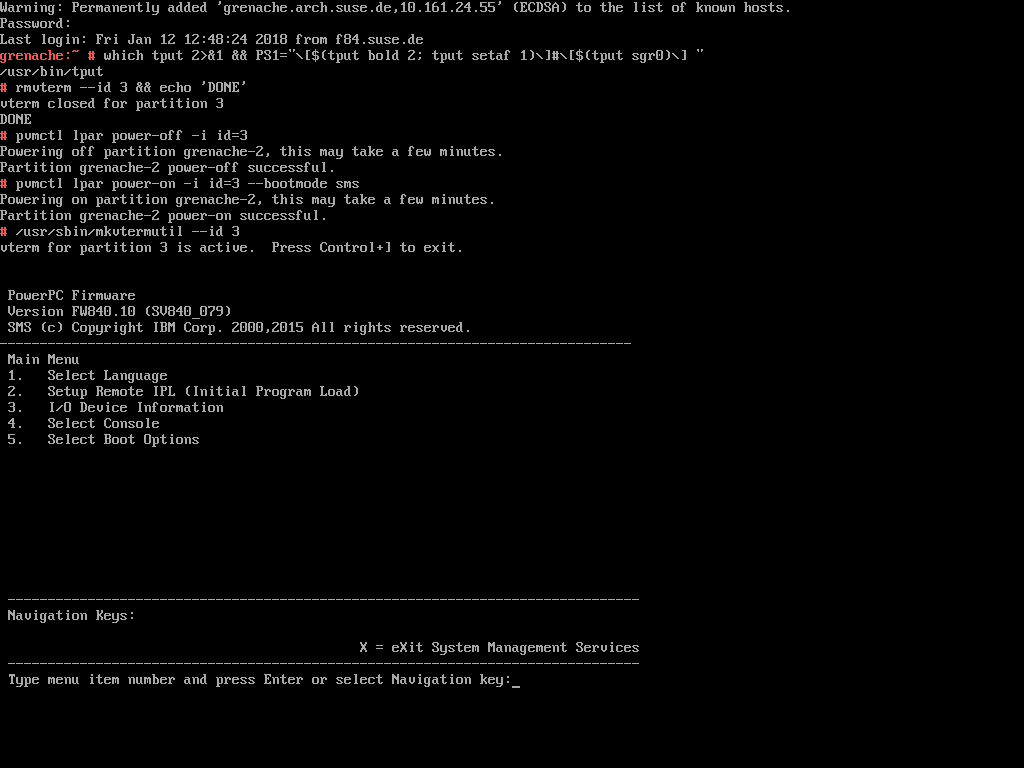 Warning: Permanently added 'grenache.arch.suse.de,10.161.24.55' (ECDSA) to the list of known hosts.
Password:
Last login: Fri Jan 12 12:48:24 2018 from f84.suse.de
grenache:~ # which tput 2>&1 && PS1="\[$(tput bold 2; tput setaf 1)\]#\[$(tput sgr0)\] "
/usr/bin/tput
# rmvterm --id 3 && echo 'DONE'
vterm closed for partition 3
DONE
# pvmctl lpar power-off -i id=3
Powering off partition grenache-2, this may take a few minutes.
Partition grenache-2 power-off successful.
# pvmctl lpar power-on -i id=3 --bootmode sms
Powering on partition grenache-2, this may take a few minutes.
Partition grenache-2 power-on successful.
# /usr/sbin/mkvtermutil --id 3
vterm for partition 3 is active.  Press Control+] to exit.
PowerPC Firmware
Version FW840.10 (SV840_079)
SMS (c) Copyright IBM Corp. 2000,2015 All rights reserved.
-------------------------------------------------------------------------------
Main Menu
1.   Select Language
2.   Setup Remote IPL (Initial Program Load)
3.   I/O Device Information
4.   Select Console
5.   Select Boot Options
-------------------------------------------------------------------------------
Navigation Keys:
X = eXit System Management Services
-------------------------------------------------------------------------------
Type menu item number and press Enter or select Navigation key:_